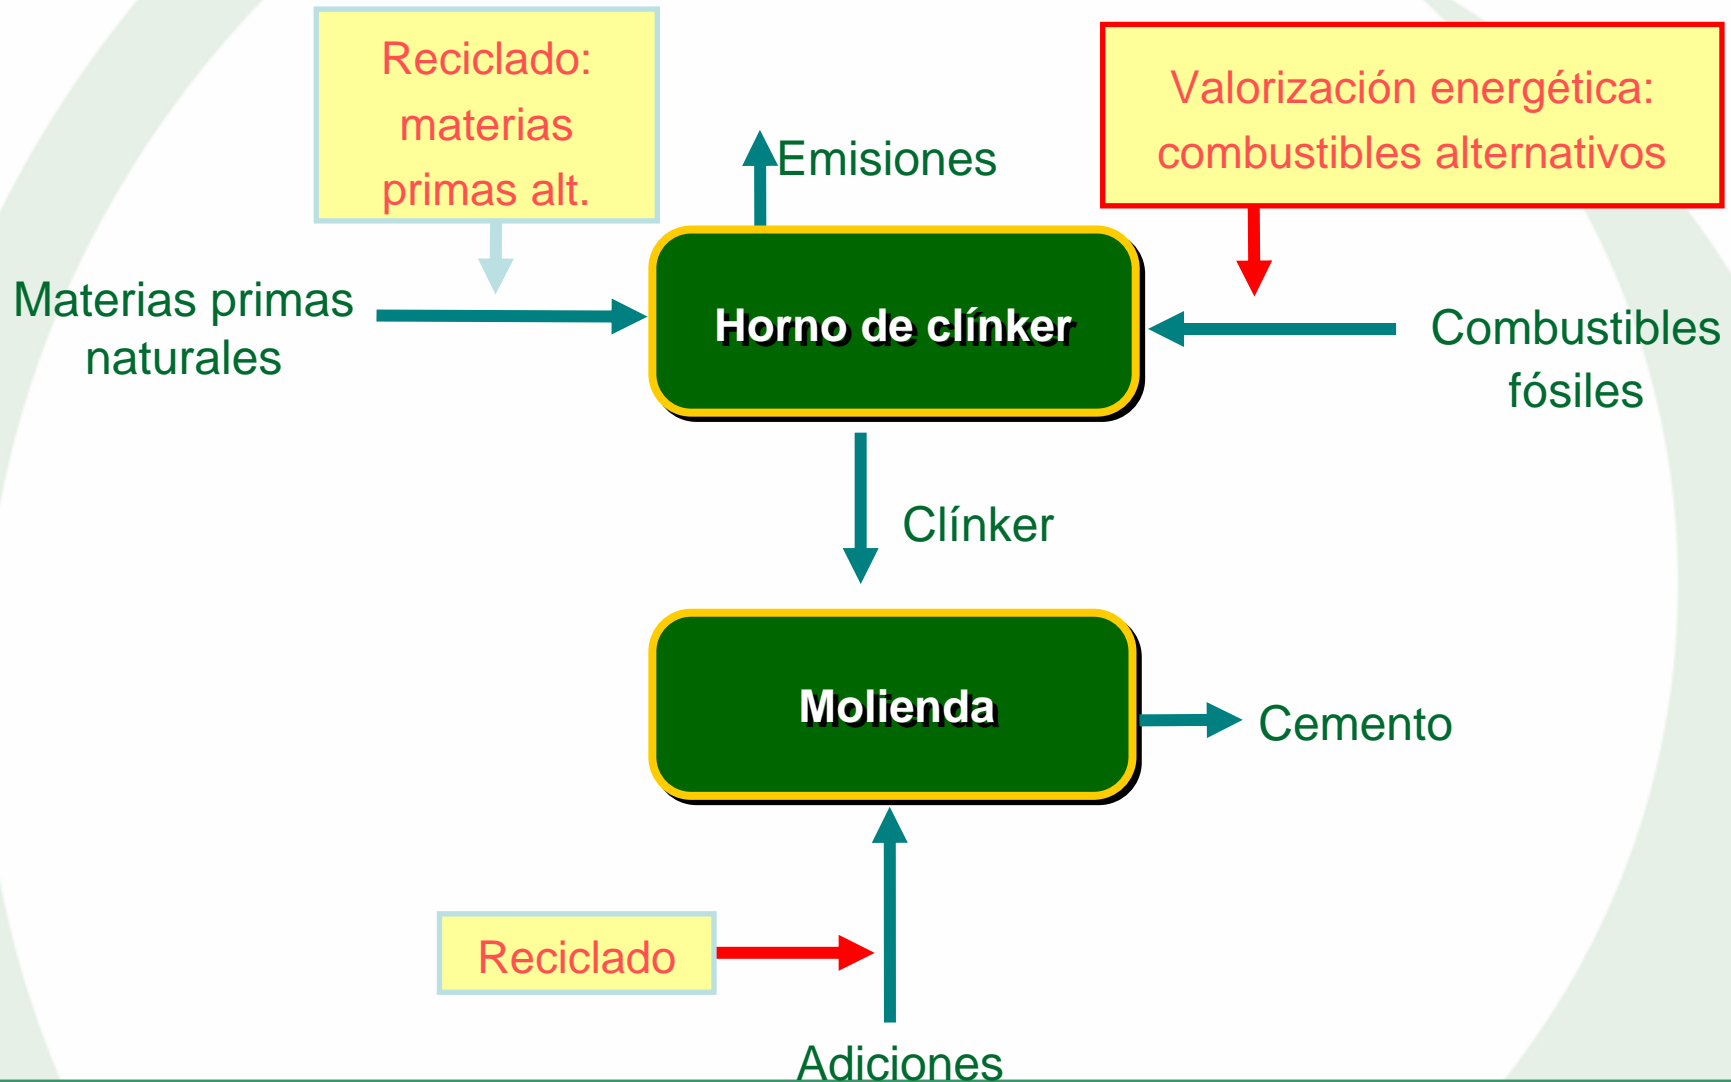 Reciclado:
materias
primas alt.
Valorización energética:
combustibles alternativos
Emisiones
Materias primas
naturales
Horno de clínker
Combustibles
fósiles
Clínker
Molienda
Cemento
Reciclado
Adiciones